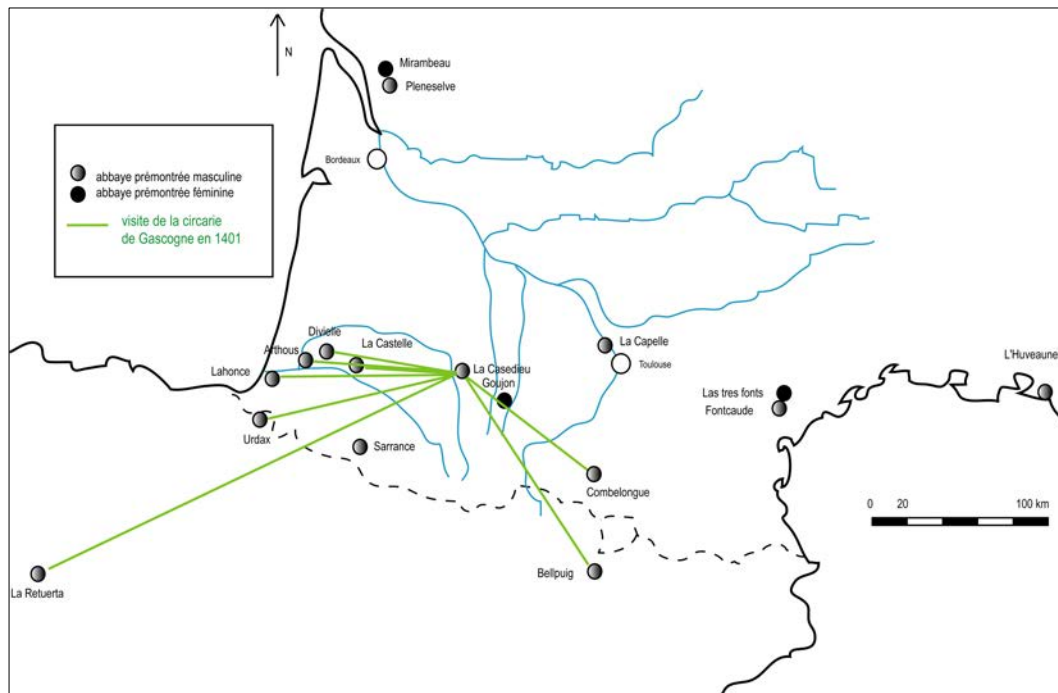 N
Mirambeau
Pleneselve
Bordeaux
abbaye prémontrée masculine
abbaye prémontrée féminine
visite de la circarie
de Gascogne en 1401
Divielle
La Castelle
Arthous
Lahonce
La Casedieu
Goujon
La Capelle
Toulouse
L'Huveaune
Las tres fonts
Fontcaude
Urdax
Sarrance
Combelongue
0 20 100 km
Bellpuig
La Retuerta